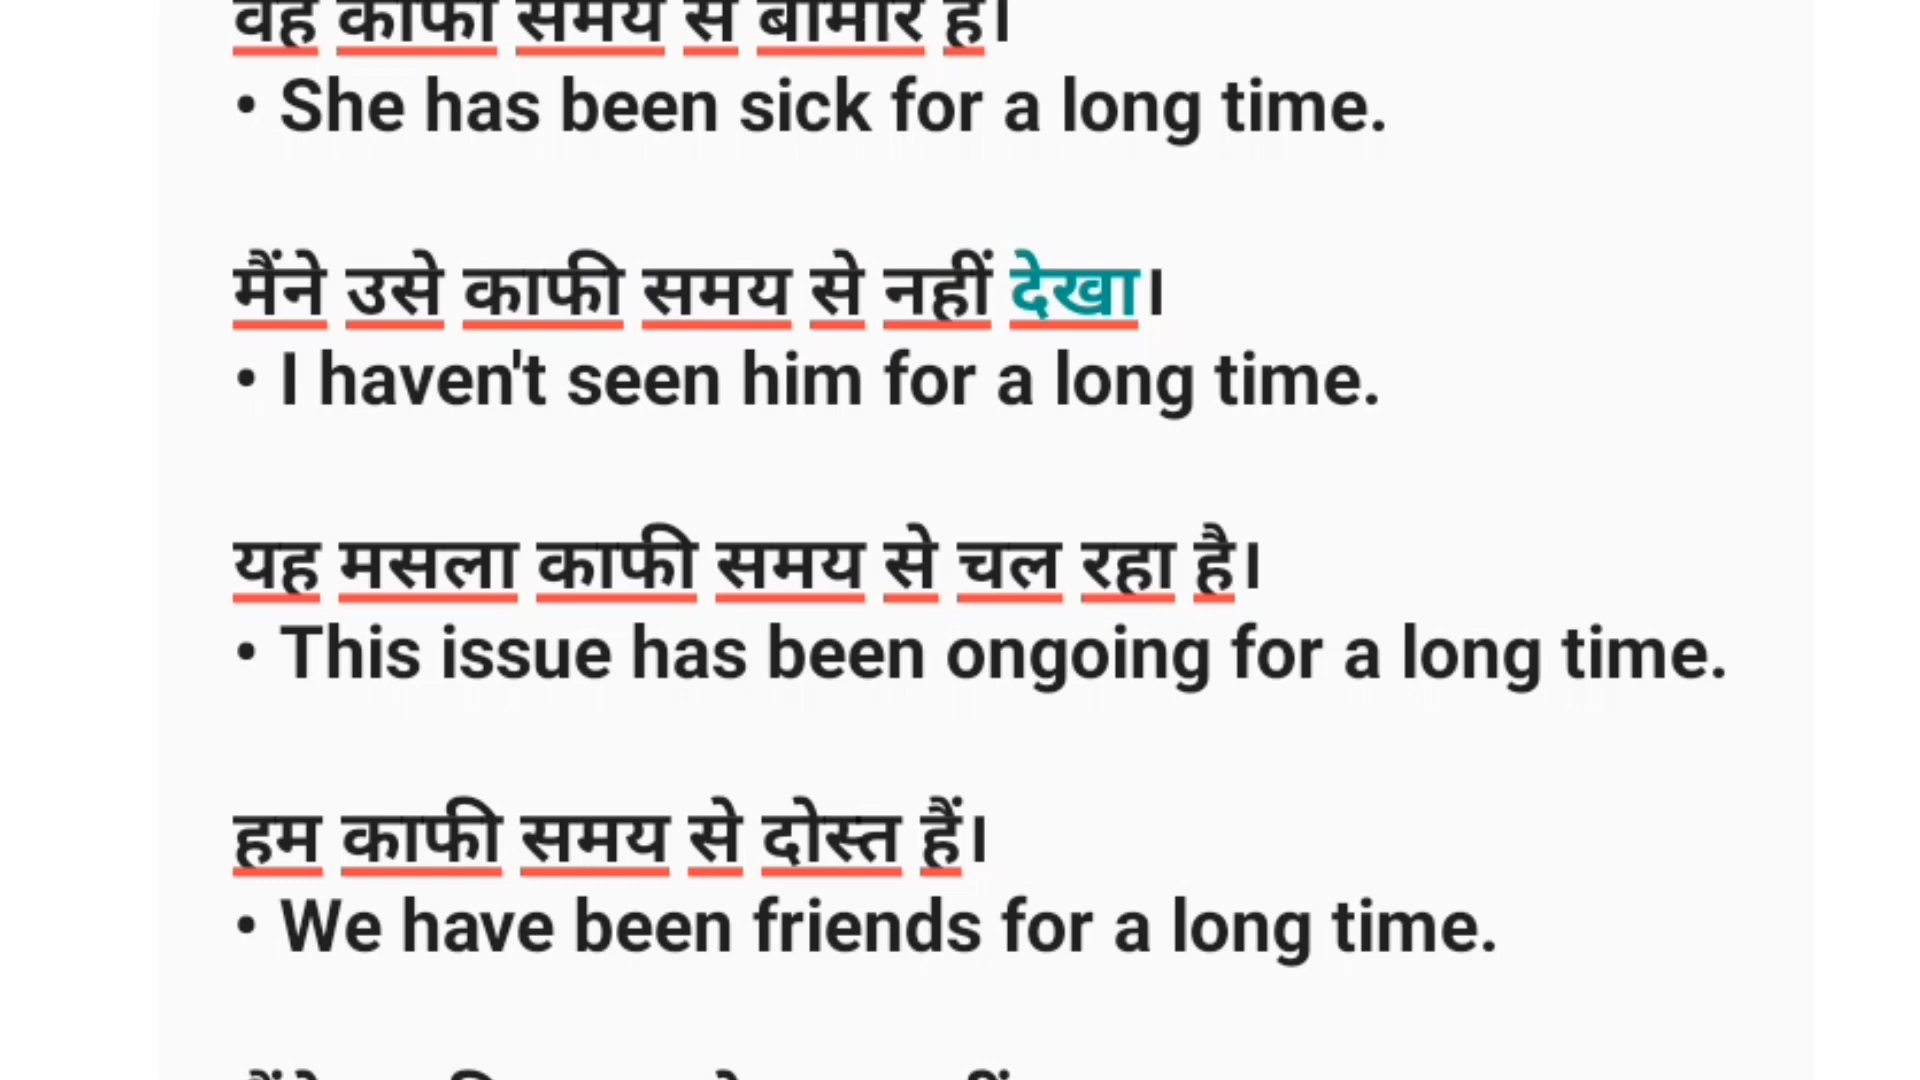 वह काफी समय से बीमार है।
• She has been sick for a long time.
मैंने उसे काफी समय से नहीं देखा।
• I haven't seen him for a long time.
यह मसला काफी समय से चल रहा है।
• This issue has been ongoing for a long time.
हम काफी समय से दोस्त हैं।
• We have been friends for a long time.